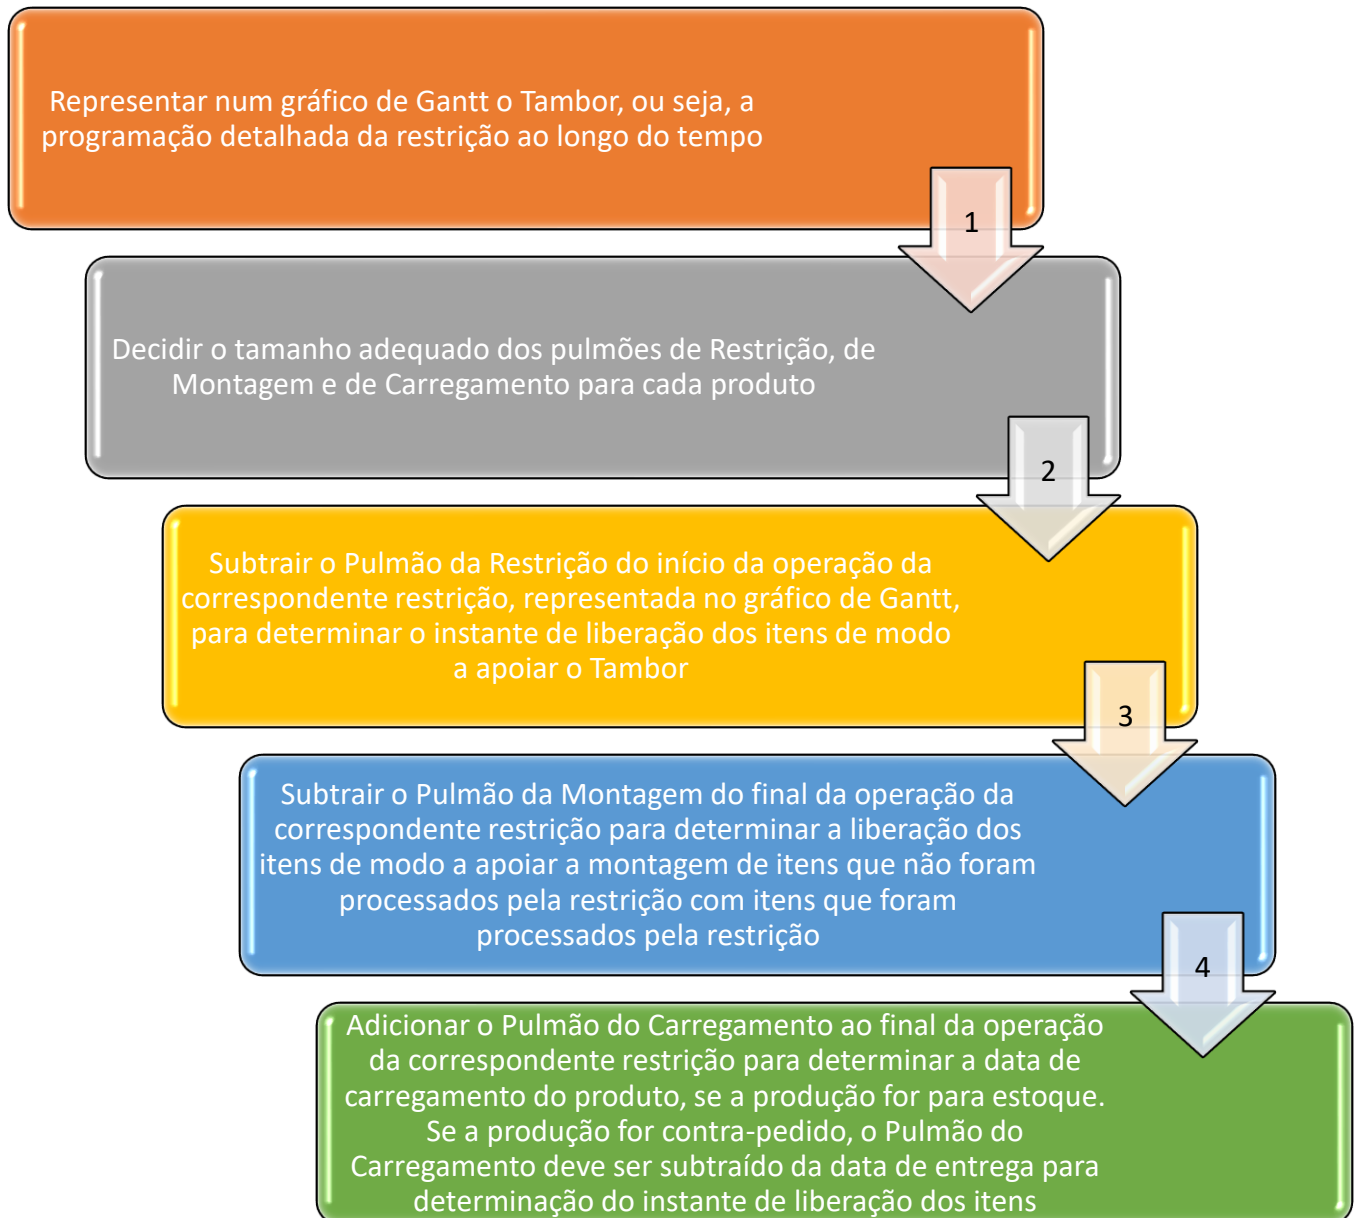 Representar num gráfico de Gantt o Tambor, ou seja, a
programação detalhada da restrição ao longo do tempo
1
Decidir o tamanho adequado dos pulmões de Restrição, de
Montagem e de Carregamento para cada produto
2
Subtrair o Pulmão da Restrição do início da operação da
correspondente restrição, representada no gráfico de Gantt,
para determinar o instante de liberação dos itens de modo
a apoiar o Tambor
3
Subtrair o Pulmão da Montagem do final da operação da
correspondente restrição para determinar a liberação dos
itens de modo a apoiar a montagem de itens que não foram
processados pela restrição com itens que foram
processados pela restrição
4
Adicionar o Pulmão do Carregamento ao final da operação
da correspondente restrição para determinar a data de
carregamento do produto, se a produção for para estoque.
Se a produção for contra-pedido, o Pulmão do
Carregamento deve ser subtraído da data de entrega para
determinação do instante de liberação dos itens